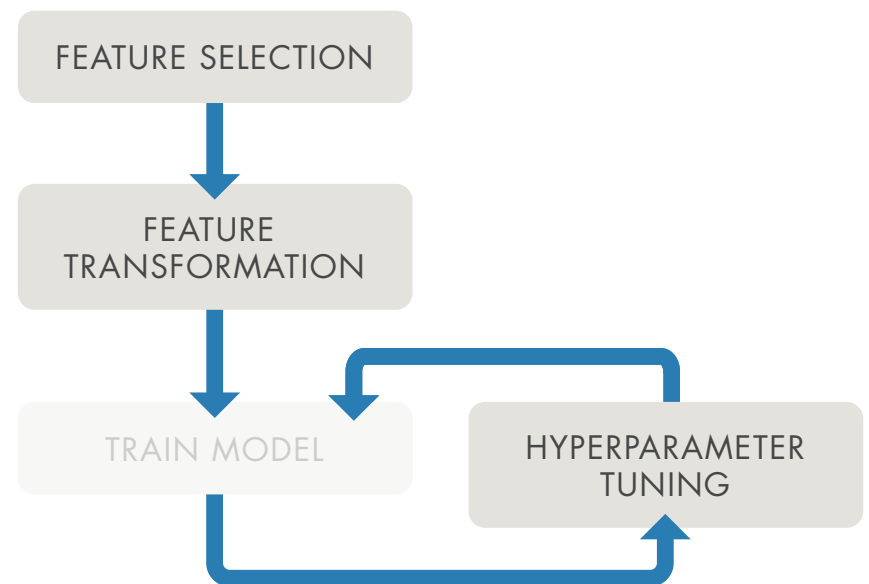 FEATURE SELECTION
FEATURE
TRANSFORMATION
TRAIN MODEL
HYPERPARAMETER
TUNING